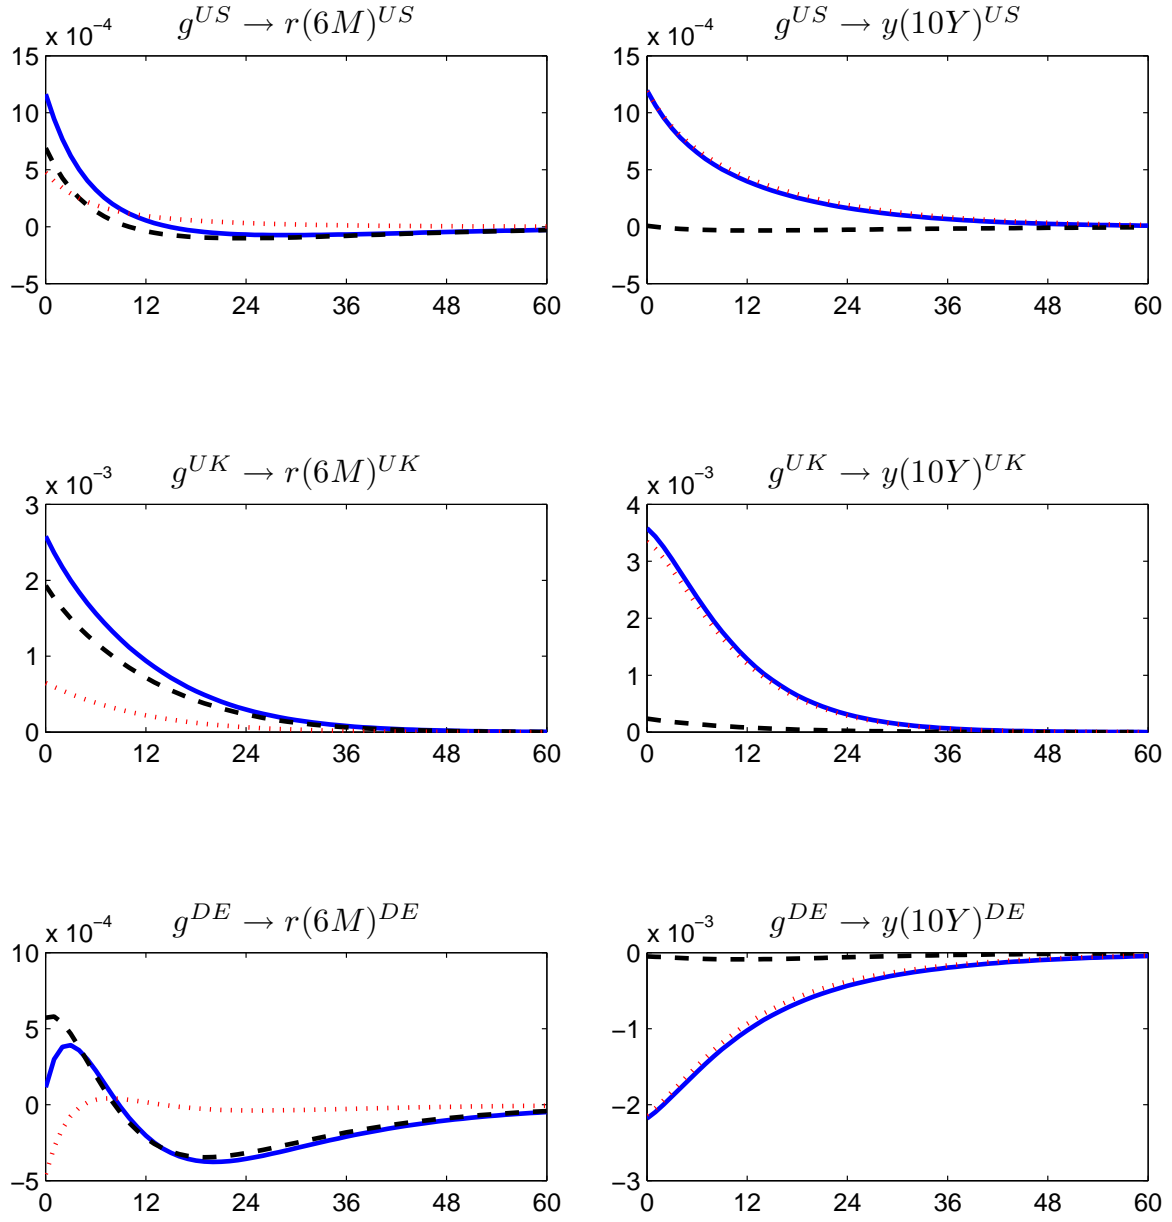 x 10⁻⁴
g^{US} → r(6M)^{US}
15
10
5
0
−5
0 12 24 36 48 60
x 10⁻⁴
g^{US} → y(10Y)^{US}
15
10
5
0
−5
0 12 24 36 48 60
x 10⁻³
g^{UK} → r(6M)^{UK}
3
2
1
0
0 12 24 36 48 60
x 10⁻³
g^{UK} → y(10Y)^{UK}
4
3
2
1
0
0 12 24 36 48 60
x 10⁻⁴
g^{DE} → r(6M)^{DE}
10
5
0
−5
0 12 24 36 48 60
x 10⁻³
g^{DE} → y(10Y)^{DE}
0
−1
−2
−3
0 12 24 36 48 60